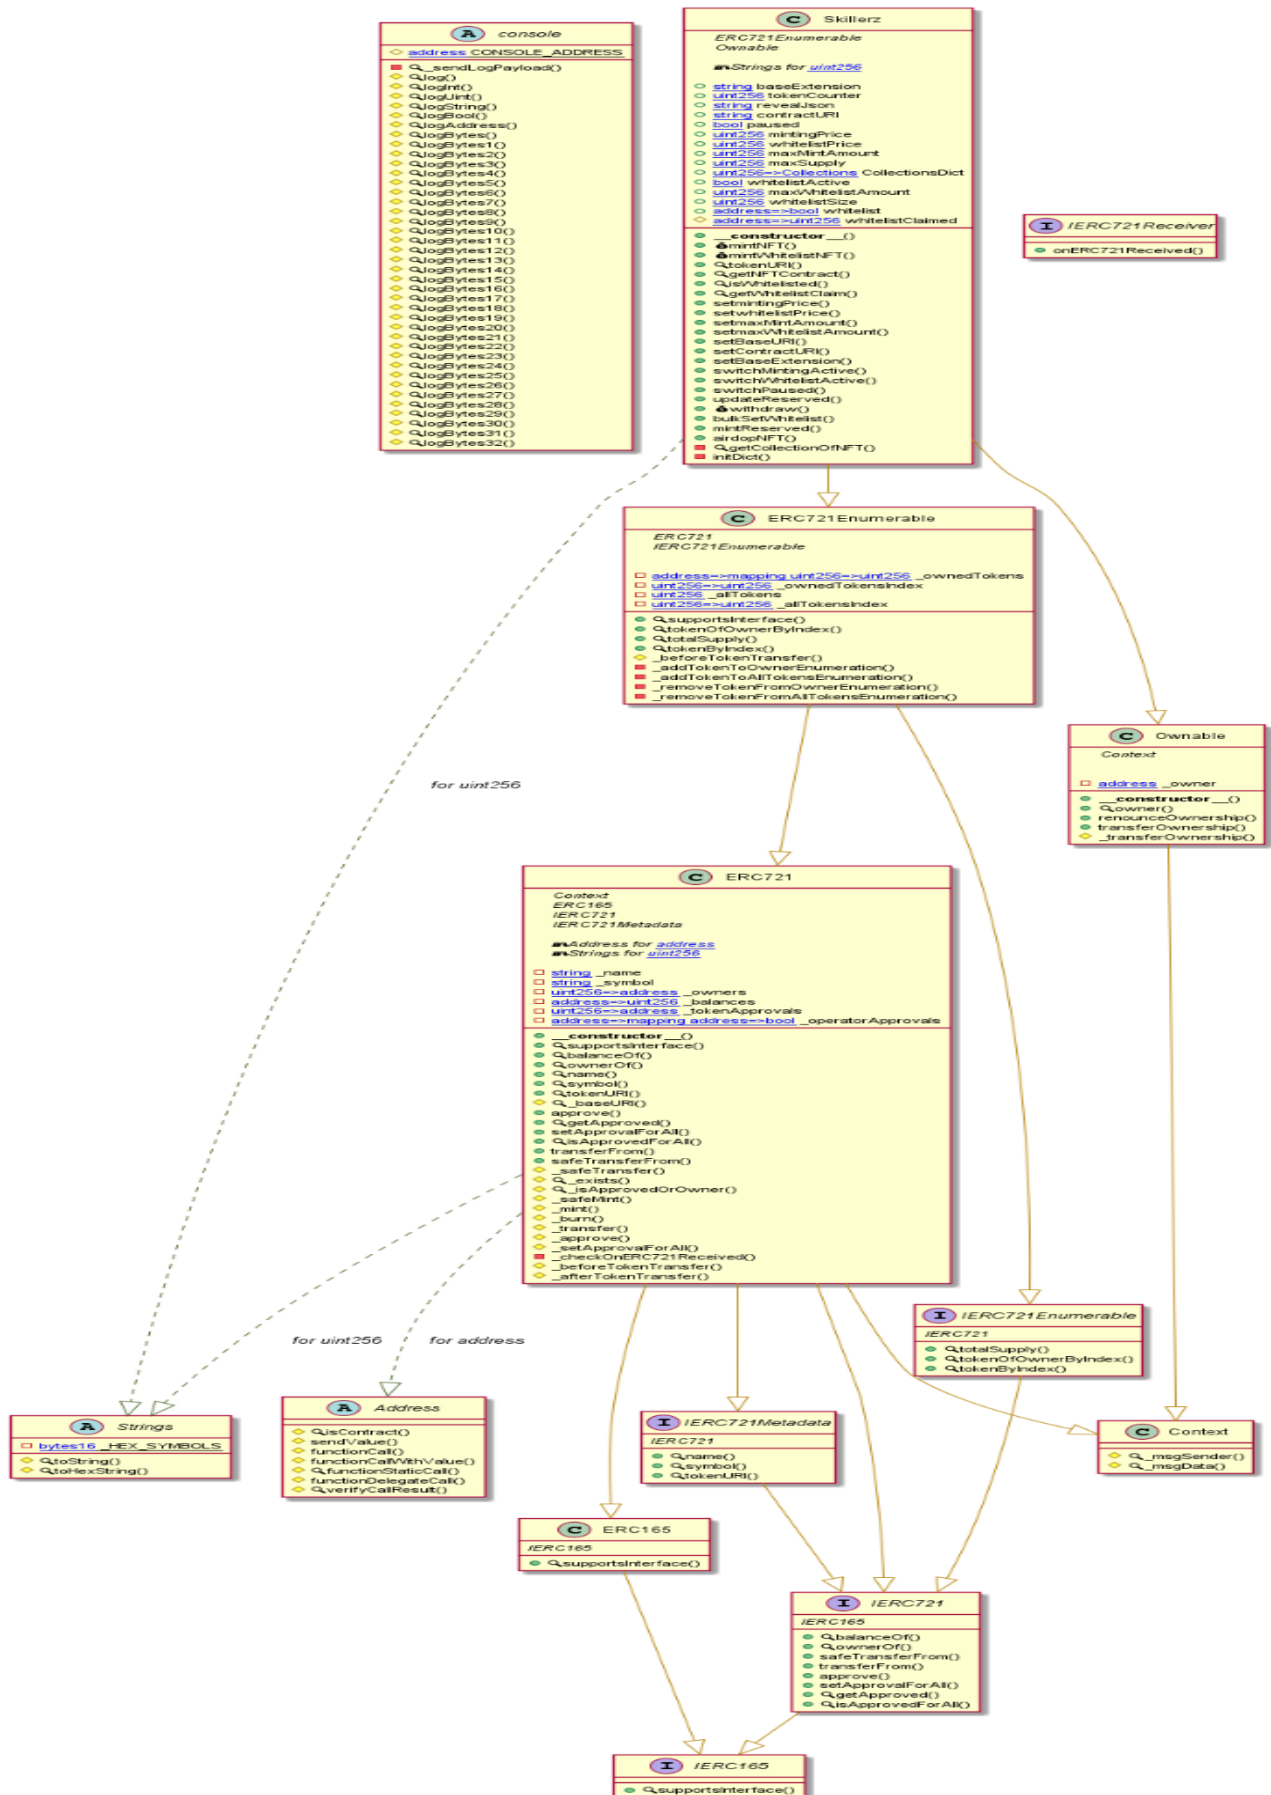 A console
address CONSOLE_ADDRESS
_sendLogPayload()
log()
logInt()
logUint()
logString()
logBool()
logAddress()
logBytes()
logBytes1()
logBytes2()
logBytes3()
logBytes4()
logBytes5()
logBytes6()
logBytes7()
logBytes8()
logBytes9()
logBytes10()
logBytes11()
logBytes12()
logBytes13()
logBytes14()
logBytes15()
logBytes16()
logBytes17()
logBytes18()
logBytes19()
logBytes20()
logBytes21()
logBytes22()
logBytes23()
logBytes24()
logBytes25()
logBytes26()
logBytes27()
logBytes28()
logBytes29()
logBytes30()
logBytes31()
logBytes32()
C Skillerz
ERC721Enumerable
Ownable
Strings for uint256
string baseExtension
uint256 tokenCounter
string revealJson
string contractURI
bool paused
uint256 mintingPrice
uint256 whitelistPrice
uint256 maxMintAmount
uint256 maxSupply
uint256=>Collections CollectionsDict
bool whitelistActive
uint256 maxWhitelistAmount
uint256 whitelistSize
address=>bool whitelist
address=>uint256 whitelistClaimed
__constructor__()
mintNFT()
mintWhitelistNFT()
tokenURI()
getNFTContract()
isWhitelisted()
getWhitelistClaim()
setmintingPrice()
setwhitelistPrice()
setmaxMintAmount()
setmaxWhitelistAmount()
setBaseURI()
setContractURI()
setBaseExtension()
switchMintingActive()
switchWhitelistActive()
switchPaused()
updateReserved()
withdraw()
bulkSetWhitelist()
mintReserved()
airdopNFT()
getCollectionOfNFT()
initDict()
I IERC721Receiver
onERC721Received()
C ERC721Enumerable
ERC721
IERC721Enumerable
address=>mapping uint256=>uint256 _ownedTokens
uint256=>uint256 _ownedTokensIndex
uint256 _allTokens
uint256=>uint256 _allTokensIndex
supportsInterface()
tokenOfOwnerByIndex()
totalSupply()
tokenByIndex()
_beforeTokenTransfer()
_addTokenToOwnerEnumeration()
_addTokenToAllTokensEnumeration()
_removeTokenFromOwnerEnumeration()
_removeTokenFromAllTokensEnumeration()
C Ownable
Context
address _owner
__constructor__()
owner()
renounceOwnership()
transferOwnership()
_transferOwnership()
for uint256
C ERC721
Context
ERC165
IERC721
IERC721Metadata
Address for address
Strings for uint256
string _name
string _symbol
uint256=>address _owners
address=>uint256 _balances
uint256=>address _tokenApprovals
address=>mapping address=>bool _operatorApprovals
__constructor__()
supportsInterface()
balanceOf()
ownerOf()
name()
symbol()
tokenURI()
_baseURI()
approve()
getApproved()
setApprovalForAll()
isApprovedForAll()
transferFrom()
safeTransferFrom()
_safeTransfer()
_exists()
_isApprovedOrOwner()
_safeMint()
_mint()
_burn()
_transfer()
_approve()
_setApprovalForAll()
_checkOnERC721Received()
_beforeTokenTransfer()
_afterTokenTransfer()
for uint256
for address
I IERC721Enumerable
IERC721
totalSupply()
tokenOfOwnerByIndex()
tokenByIndex()
A Strings
bytes16 _HEX_SYMBOLS
toString()
toHexString()
A Address
isContract()
sendValue()
functionCall()
functionCallWithValue()
functionStaticCall()
functionDelegateCall()
verifyCallResult()
I IERC721Metadata
IERC721
name()
symbol()
tokenURI()
C Context
_msgSender()
_msgData()
C ERC165
IERC165
supportsInterface()
I IERC721
IERC165
balanceOf()
ownerOf()
safeTransferFrom()
transferFrom()
approve()
setApprovalForAll()
getApproved()
isApprovedForAll()
I IERC165
supportsInterface()